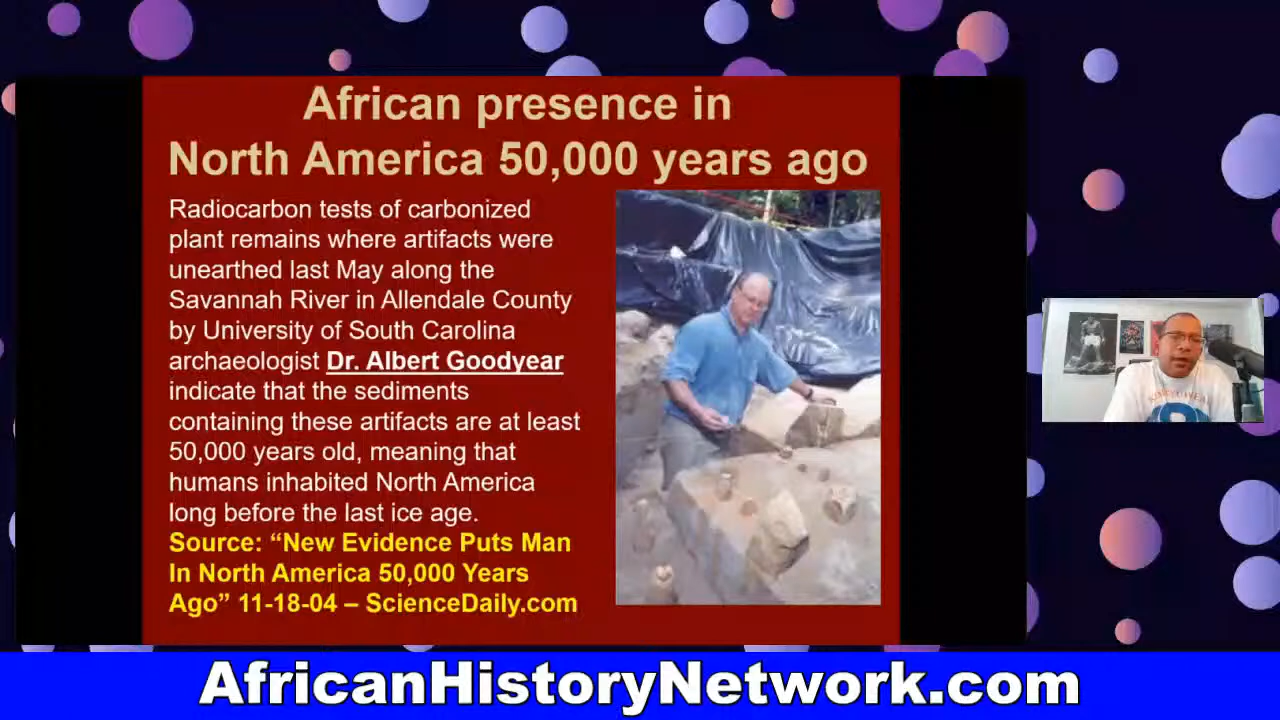 African presence in
North America 50,000 years ago
Radiocarbon tests of carbonized
plant remains where artifacts were
unearthed last May along the
Savannah River in Allendale County
by University of South Carolina
archaeologist Dr. Albert Goodyear
indicate that the sediments
containing these artifacts are at least
50,000 years old, meaning that
humans inhabited North America
long before the last ice age.
Source: “New Evidence Puts Man
In North America 50,000 Years
Ago” 11-18-04 – ScienceDaily.com
AfricanHistoryNetwork.com